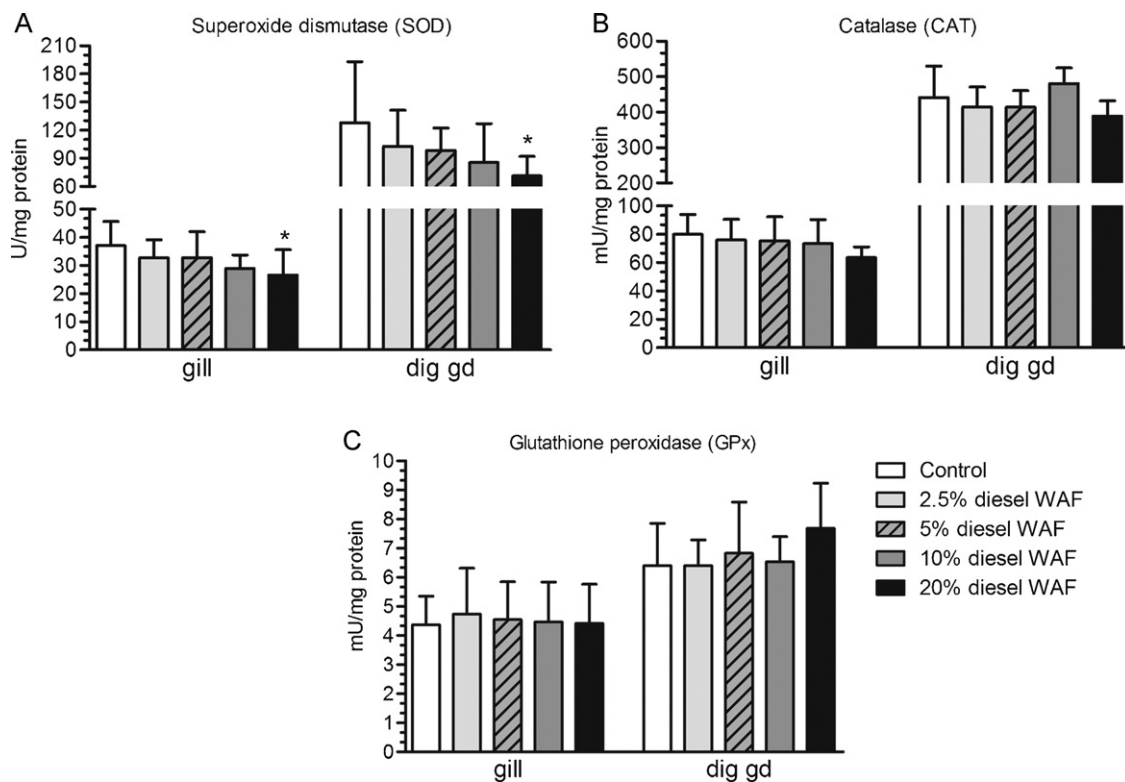 A
Superoxide dismutase (SOD)
U/mg protein
210
180
150
120
90
60
50
40
30
20
10
0
*
*
gill
dig gd
B
Catalase (CAT)
mU/mg protein
600
500
400
300
200
100
80
60
40
20
0
gill
dig gd
C
Glutathione peroxidase (GPx)
mU/mg protein
10
9
8
7
6
5
4
3
2
1
0
gill
dig gd
Control
2.5% diesel WAF
5% diesel WAF
10% diesel WAF
20% diesel WAF